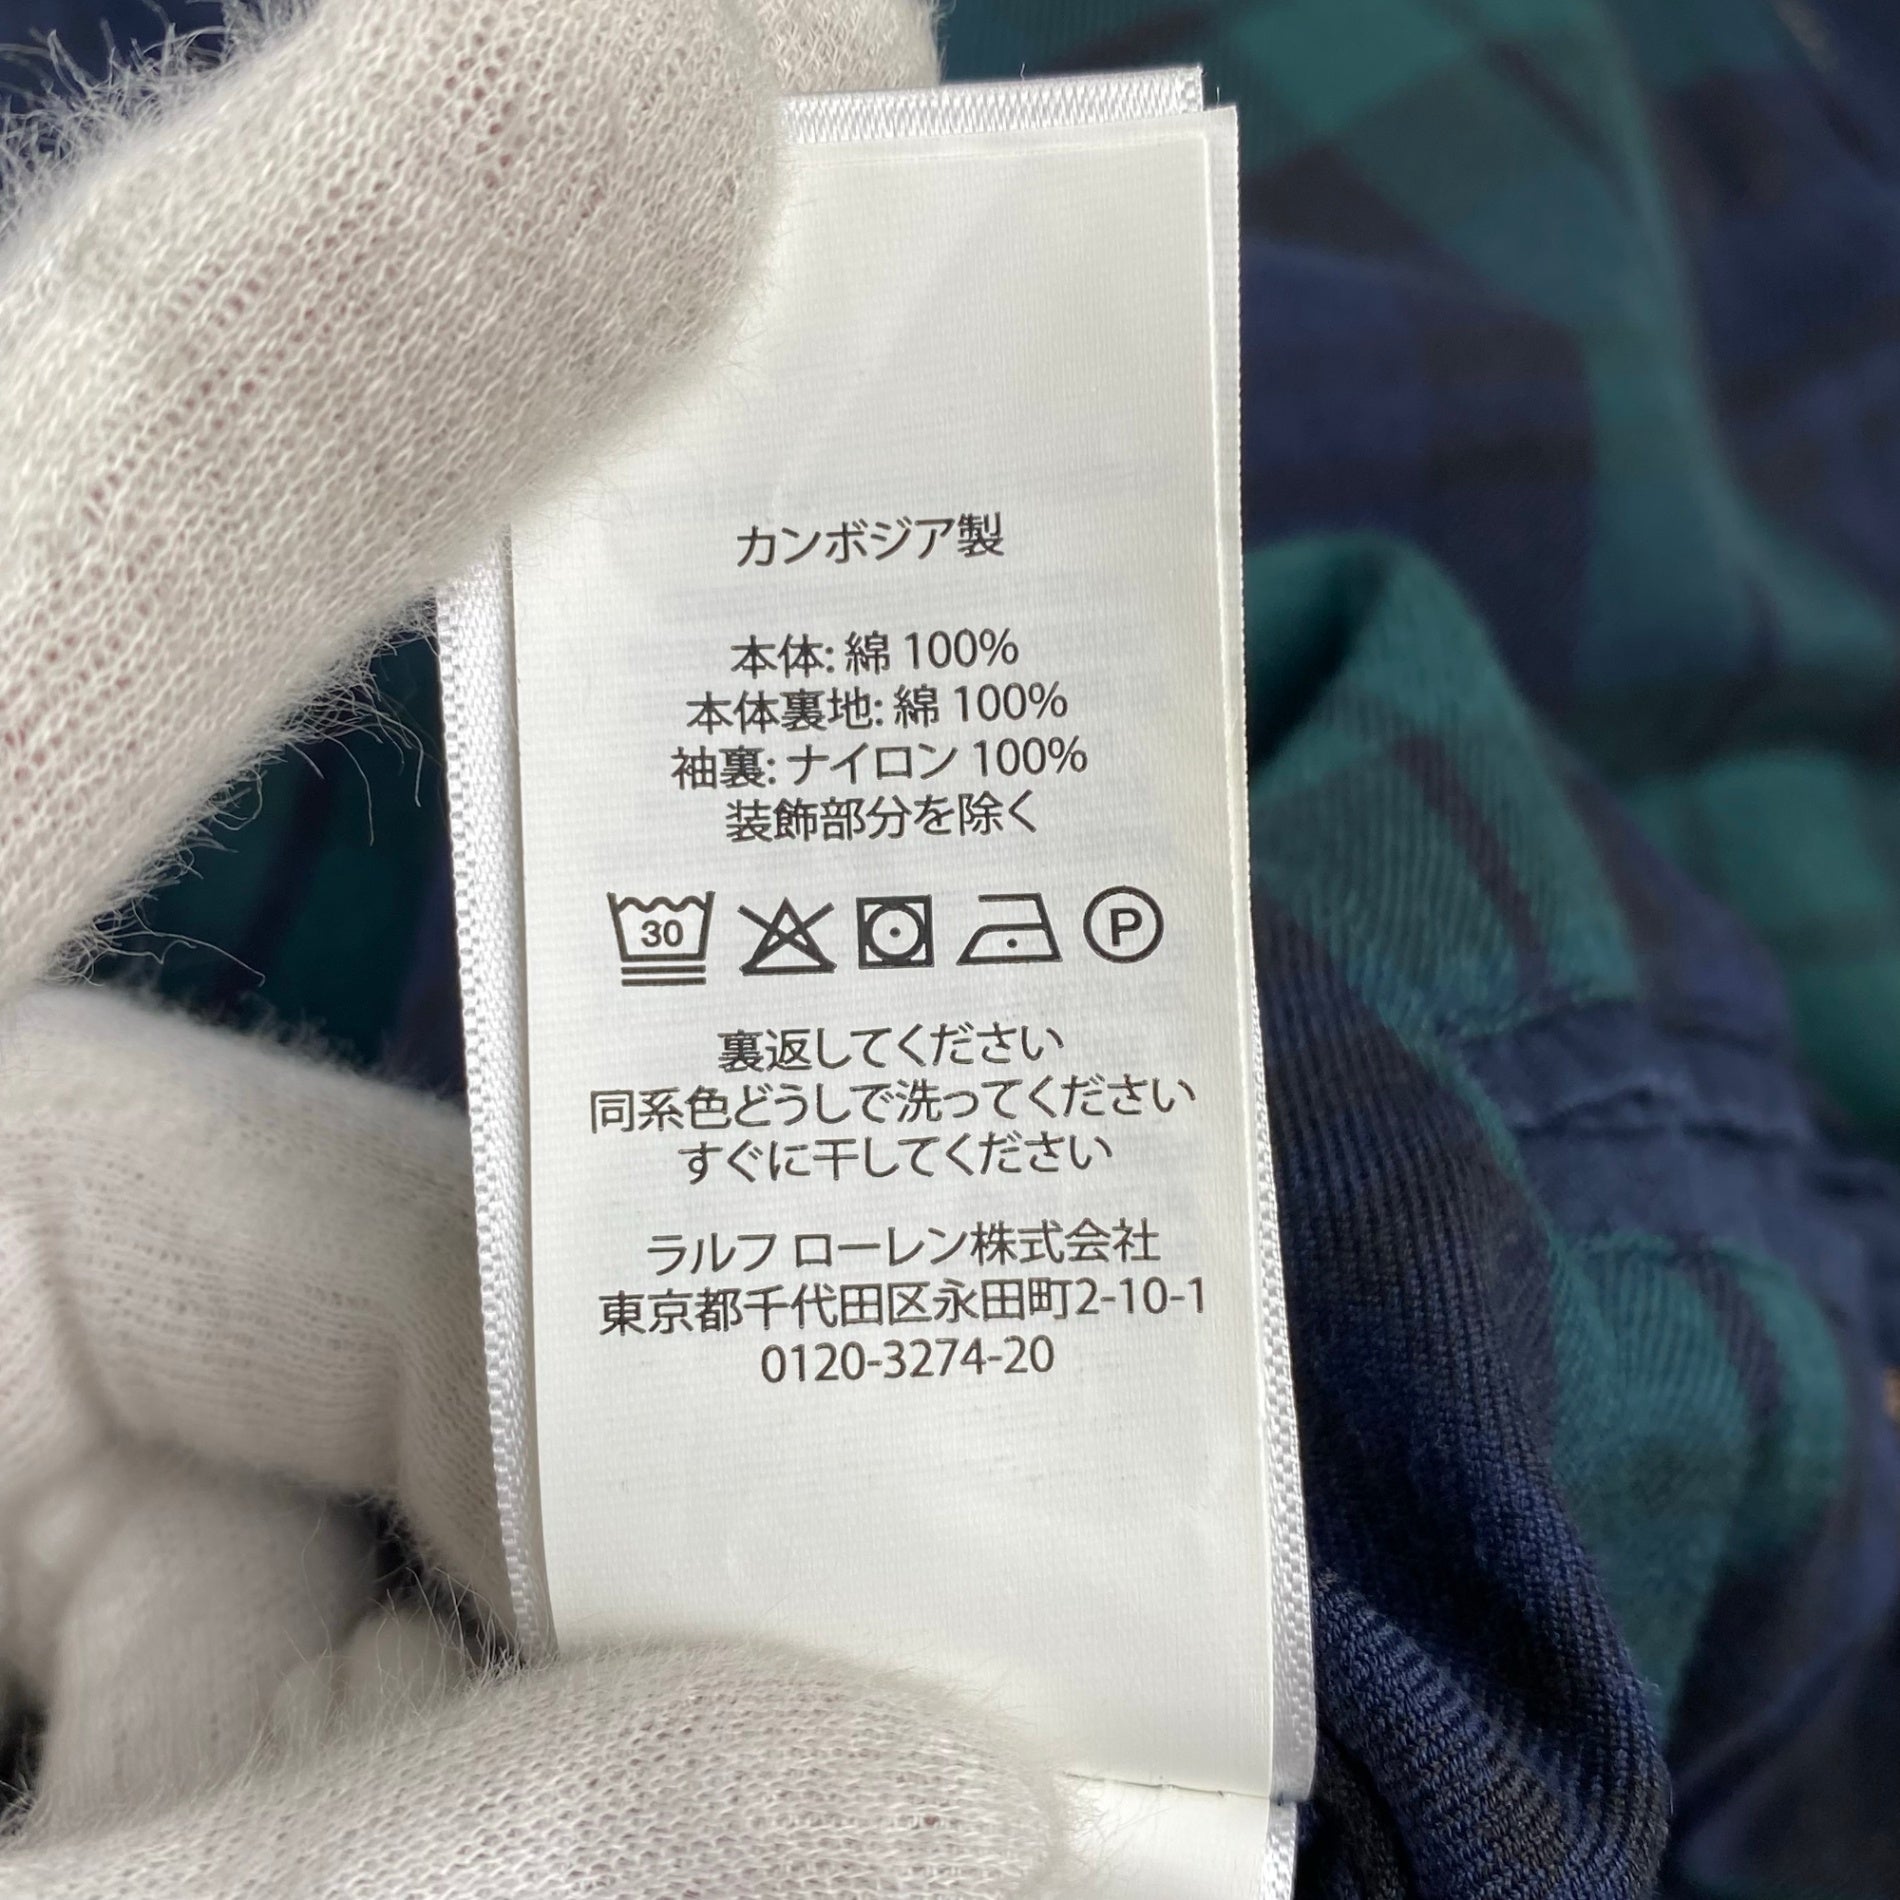 カンボジア製
本体: 綿 100%
本体裏地: 綿 100%
袖裏: ナイロン 100%
装飾部分を除く
30 P
裏返してください
同系色どうしで洗ってください
すぐに干してください
ラルフ ローレン株式会社
東京都千代田区永田町2-10-1
0120-3274-20